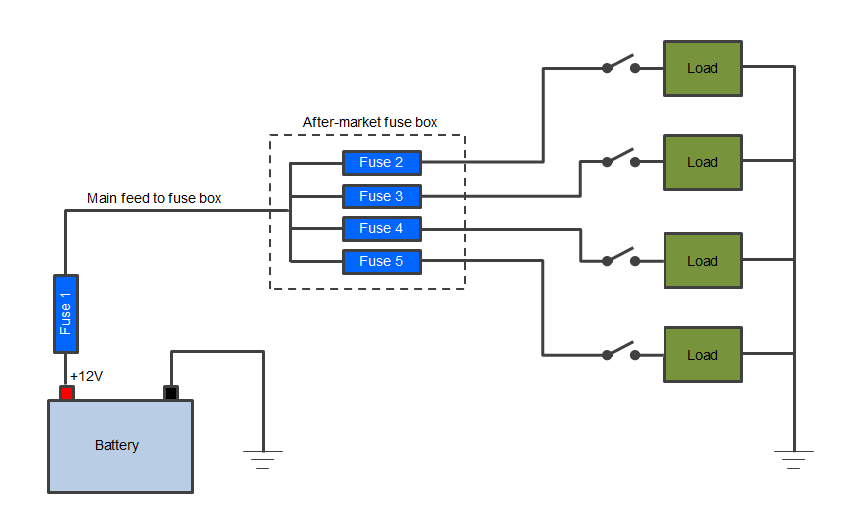 Load
After-market fuse box
Fuse 2
Load
Main feed to fuse box
Fuse 3
Fuse 4
Load
Fuse 5
Fuse 1
Load
+12V
Battery